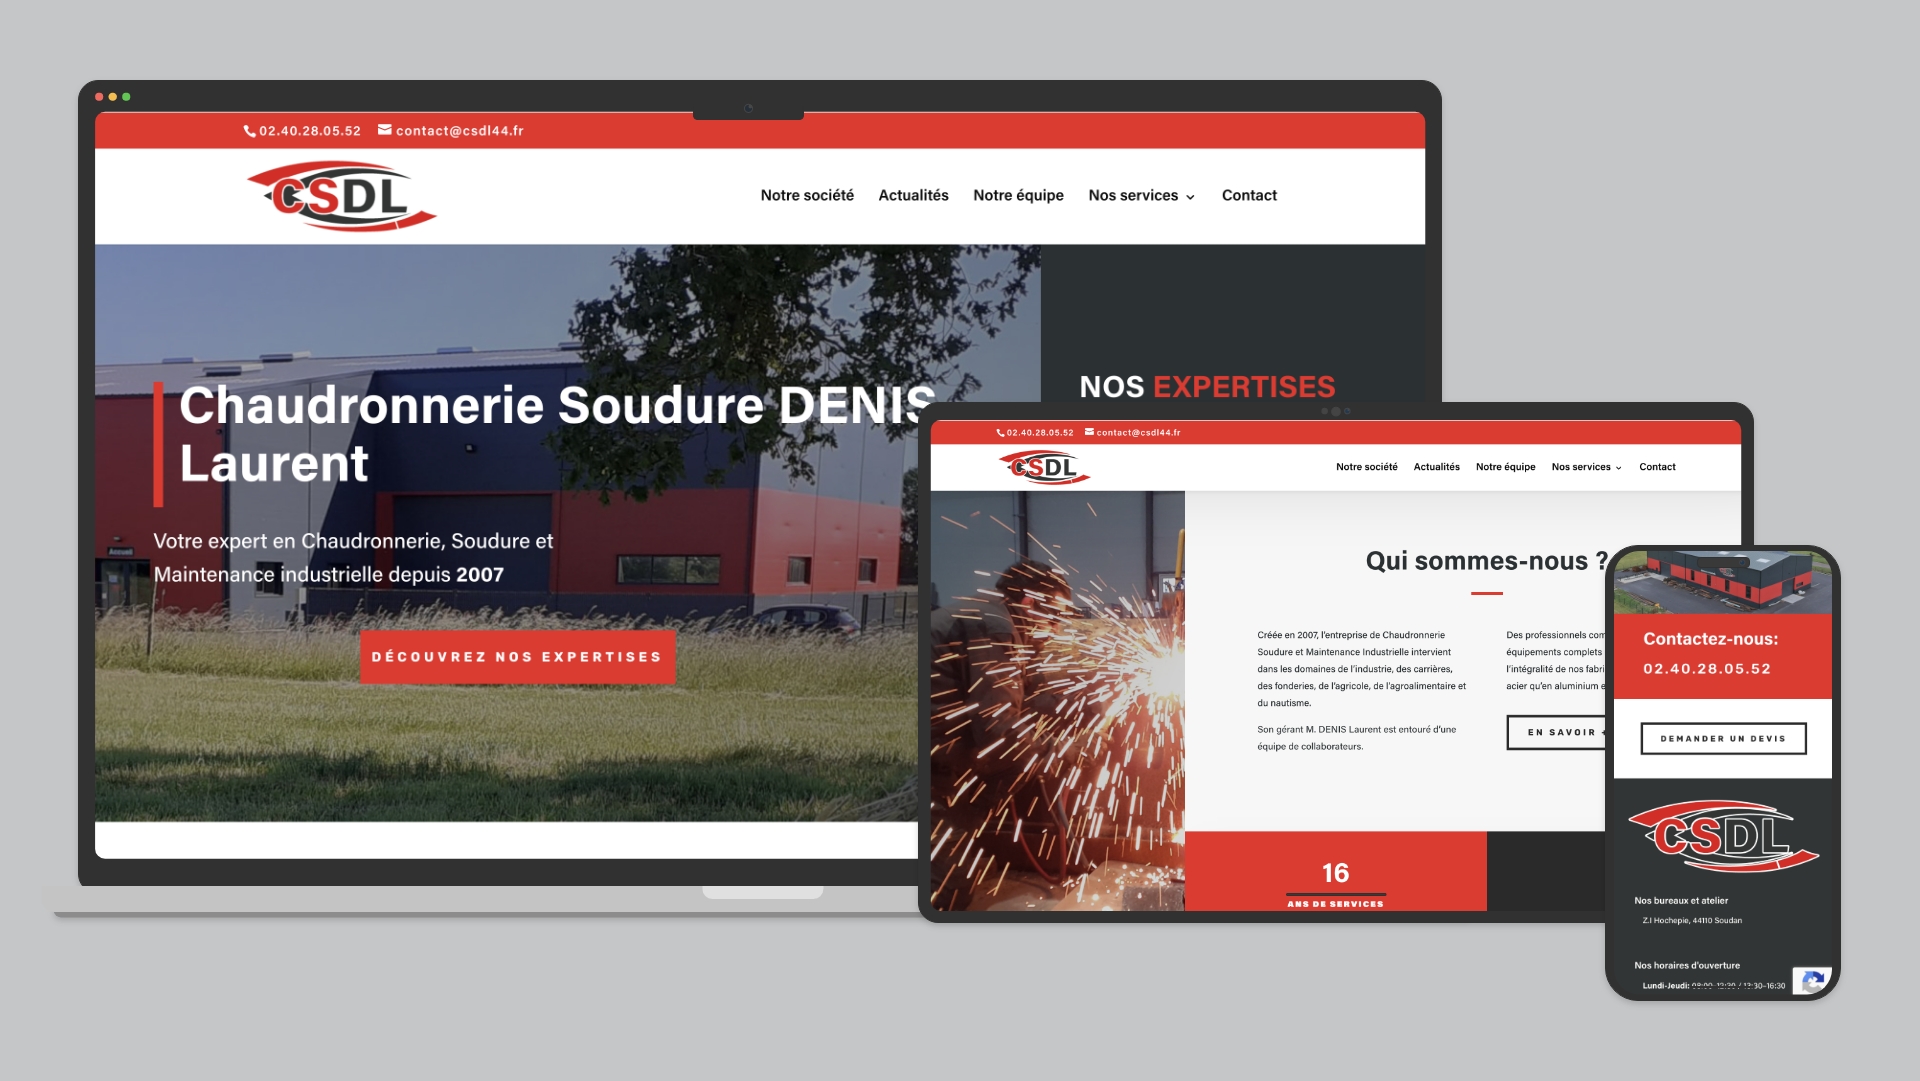 02.40.28.05.52 contact@csdl44.fr
CSDL
Notre société Actualités Notre équipe Nos services Contact
Chaudronnerie Soudure DENIS
Laurent
Votre expert en Chaudronnerie, Soudure et
Maintenance industrielle depuis 2007
DÉCOUVREZ NOS EXPERTISES
Accueil
NOS EXPERTISES
02.40.28.05.52 contact@csdl44.fr
CSDL
Notre société Actualités Notre équipe Nos services Contact
Qui sommes-nous ?
Créée en 2007, l'entreprise de Chaudronnerie
Soudure et Maintenance Industrielle intervient
dans les domaines de l'industrie, des carrières,
des fonderies, de l'agricole, de l'agroalimentaire et
du nautisme.
Son gérant M. DENIS Laurent est entouré d'une
équipe de collaborateurs.
Des professionnels com
équipements complets
l'intégralité de nos fabri
acier qu'en aluminium e
EN SAVOIR +
16
ANS DE SERVICES
Contactez-nous:
02.40.28.05.52
DEMANDER UN DEVIS
CSDL
Nos bureaux et atelier
Z.I Hochepie, 44110 Soudan
Nos horaires d'ouverture
Lundi-Jeudi: 08:00-12:30 / 13:30-16:30